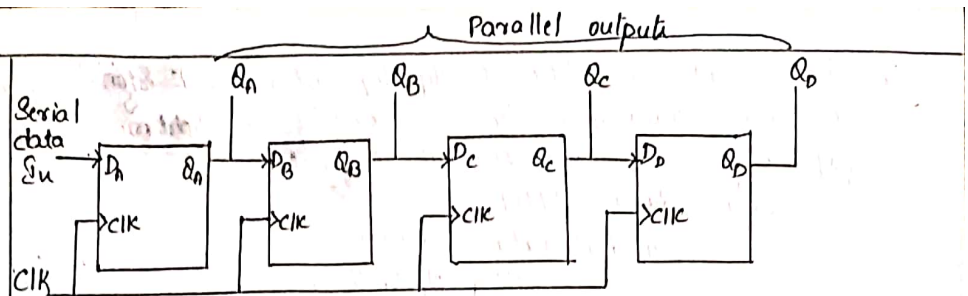 Parallel outputs
QA QB QC QD
Serial
data
In
DA QA DB QB DC QC DD QD
CLK CLK CLK CLK
CLK